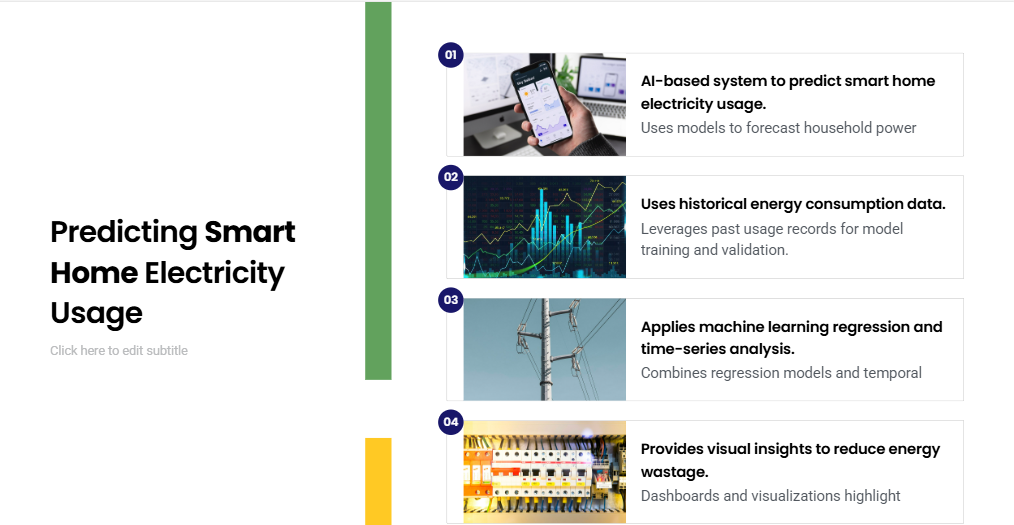 Predicting Smart
Home Electricity
Usage
Click here to edit subtitle
01
AI-based system to predict smart home
electricity usage.
Uses models to forecast household power
02
Uses historical energy consumption data.
Leverages past usage records for model
training and validation.
03
Applies machine learning regression and
time-series analysis.
Combines regression models and temporal
04
Provides visual insights to reduce energy
wastage.
Dashboards and visualizations highlight